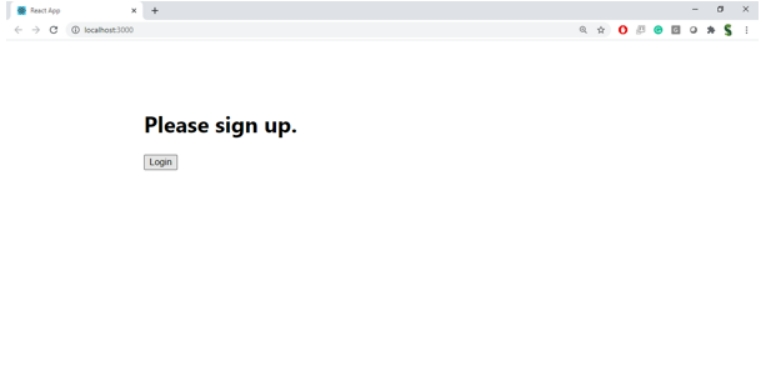 React App
localhost:3000
Please sign up.
Login